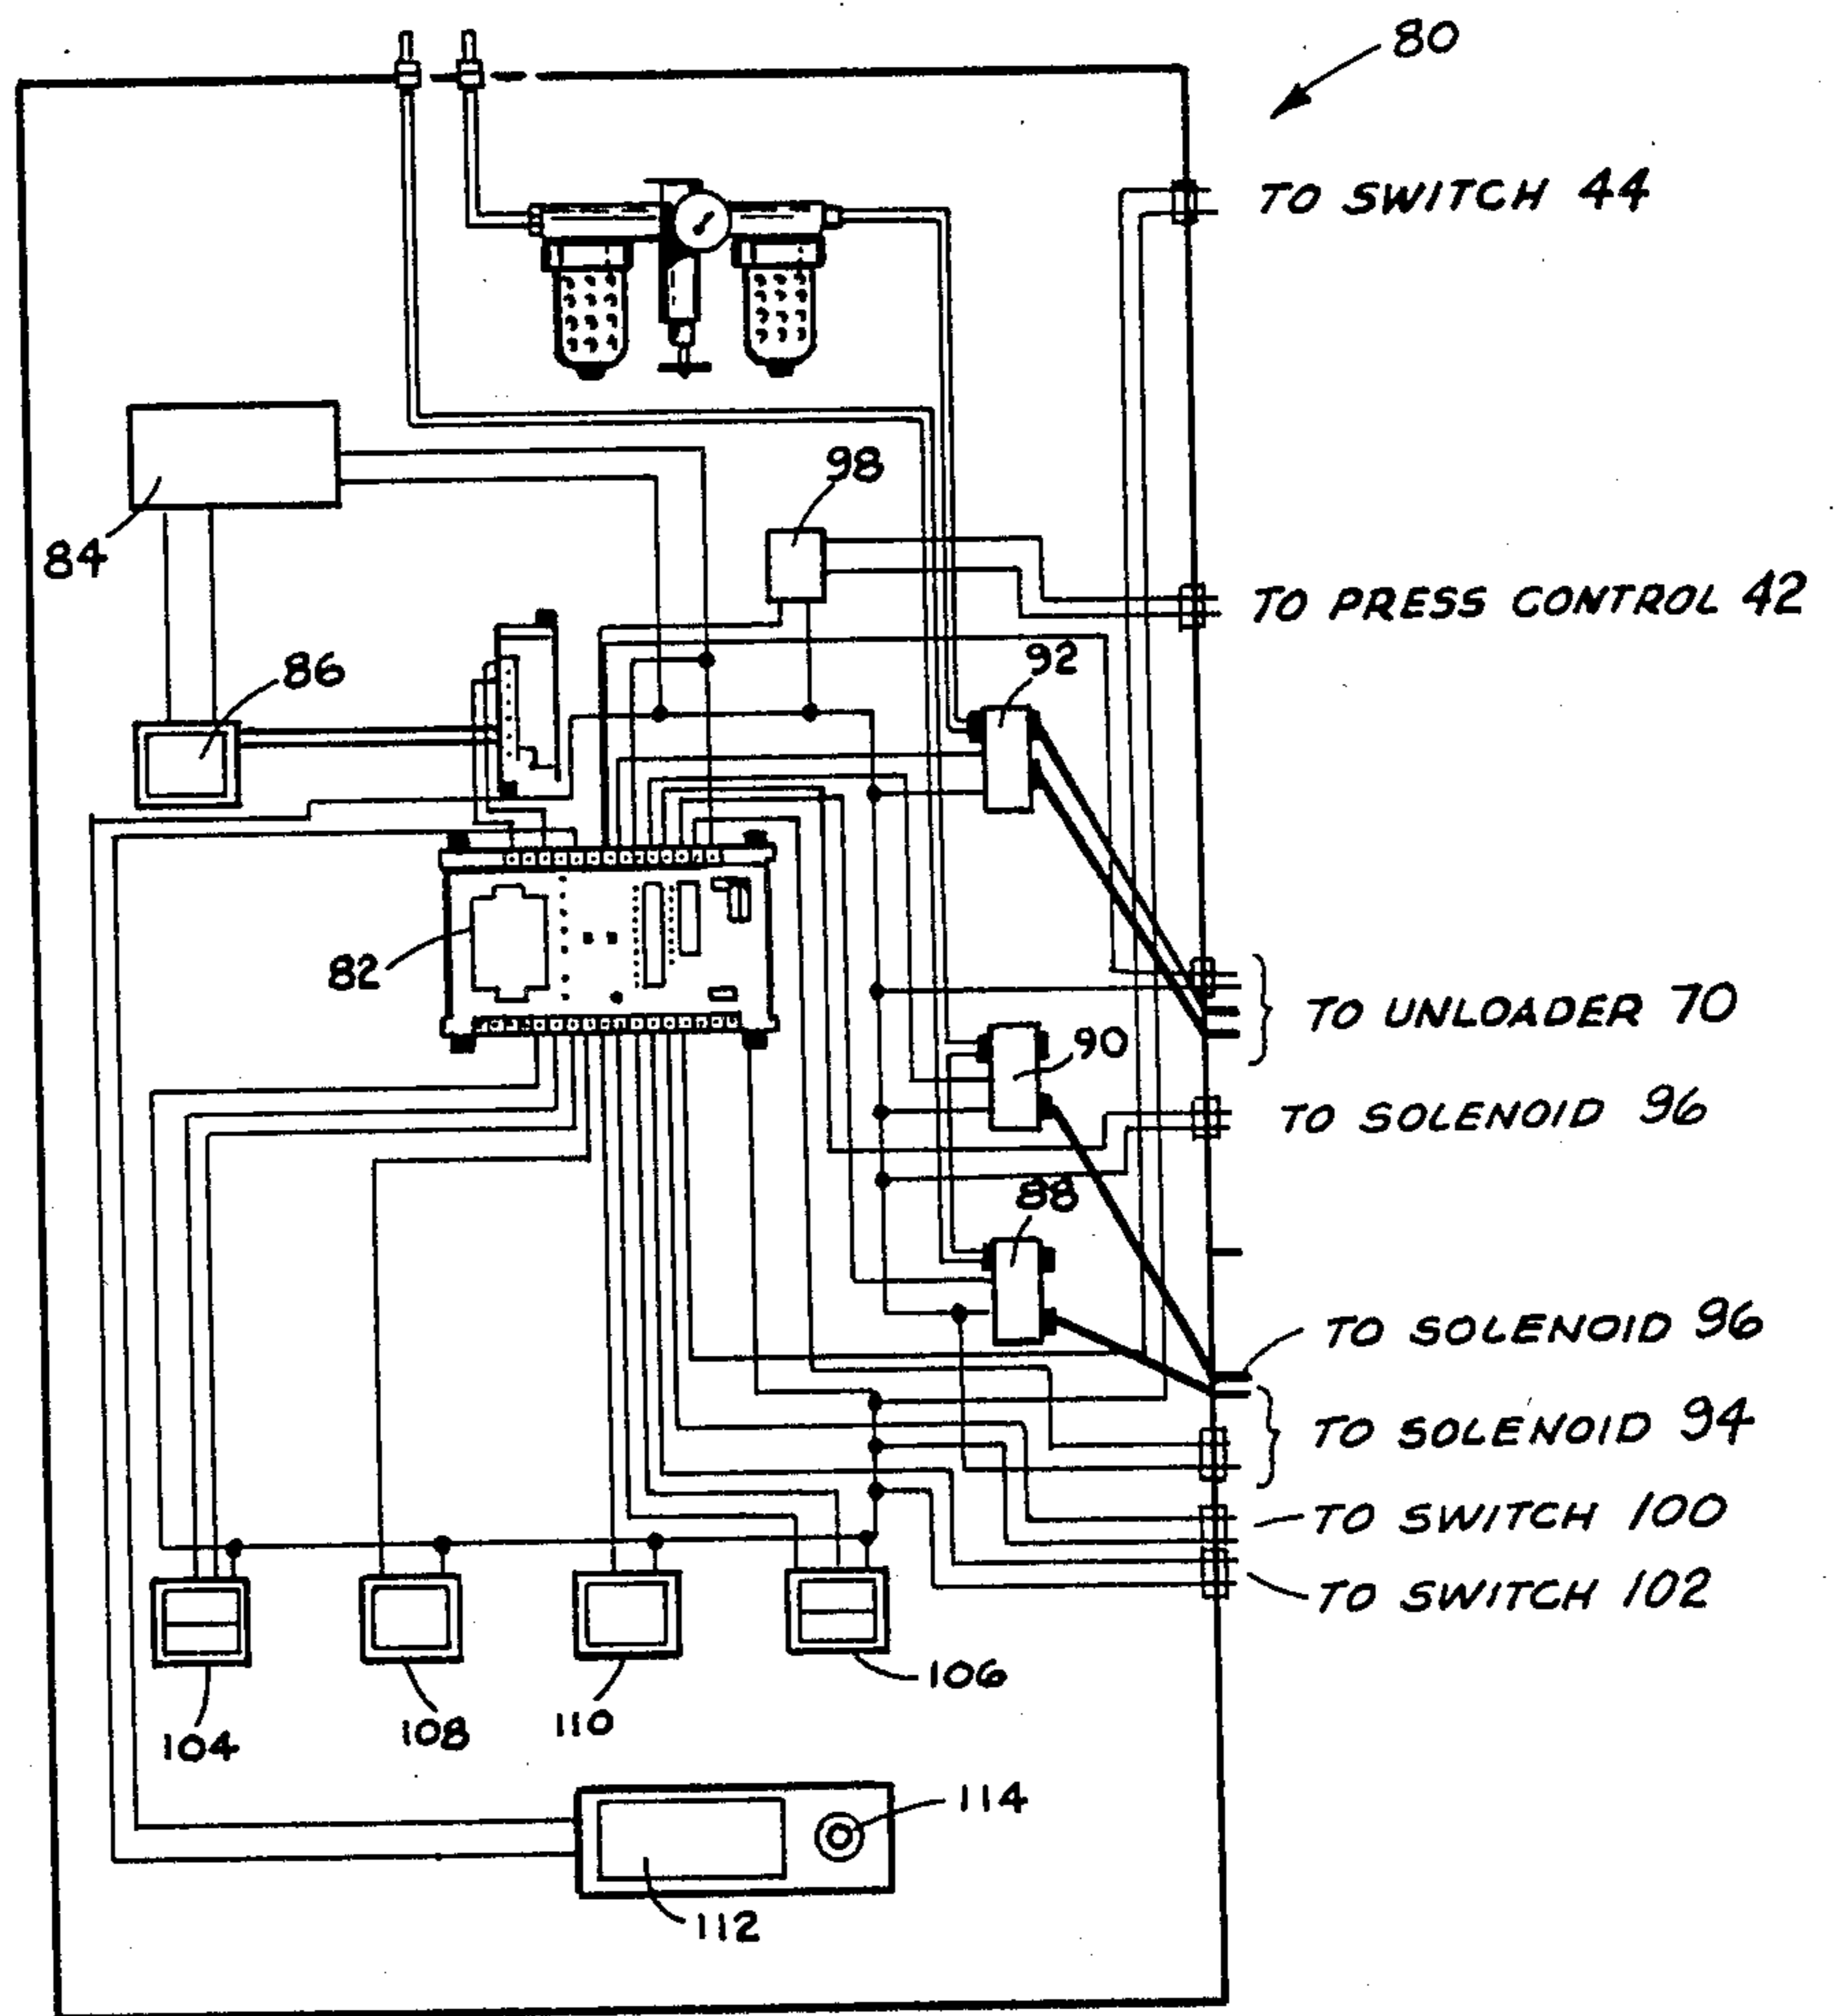 80
TO SWITCH 44
98
84
TO PRESS CONTROL 42
92
86
82
TO UNLOADER 70
90
TO SOLENOID 96
88
TO SOLENOID 96
TO SOLENOID 94
TO SWITCH 100
TO SWITCH 102
106
104
108
110
114
112